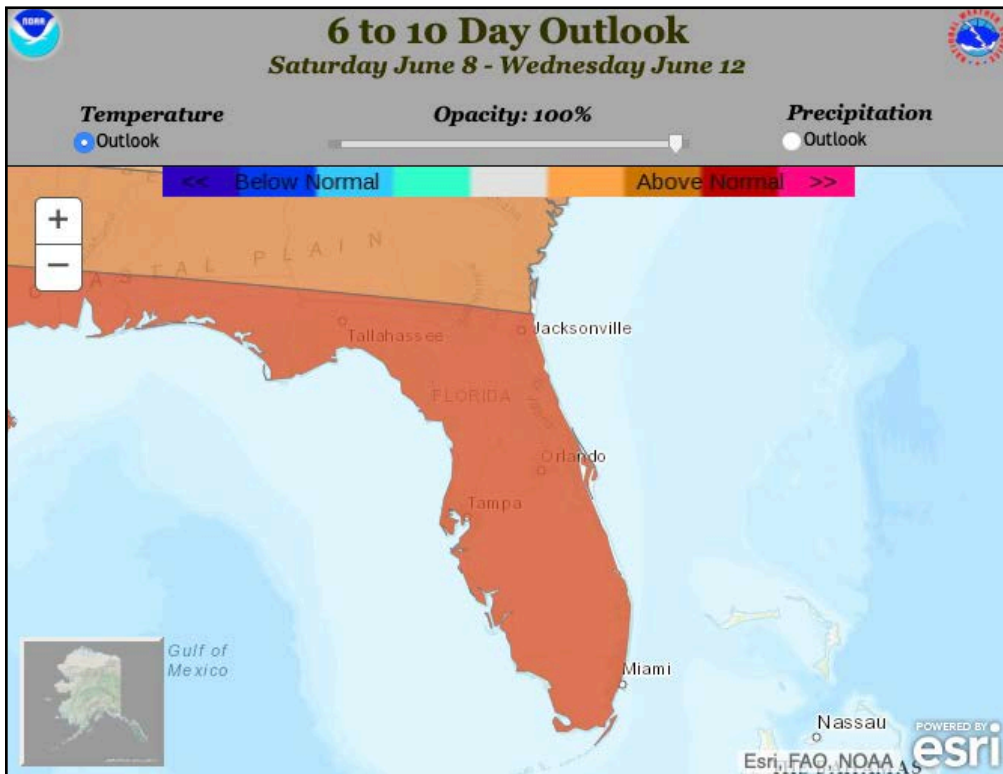 NOAA
6 to 10 Day Outlook
Saturday June 8 - Wednesday June 12
Temperature
Opacity: 100%
Precipitation
Outlook
Outlook
<< Below Normal
Above Normal >>
+
−
COASTAL PLAIN
Tallahassee
Jacksonville
FLORIDA
Orlando
Tampa
Gulf of
Mexico
Miami
Nassau
POWERED BY
esri
Esri, FAO, NOAA